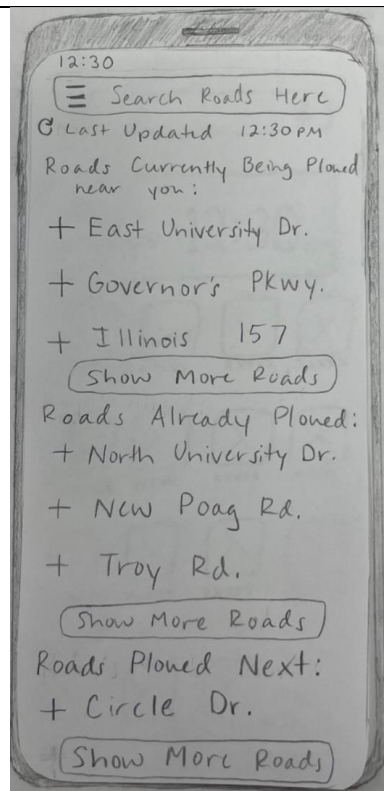 12:30
Search Roads Here
Last Updated 12:30 PM
Roads Currently Being Plowed
near you:
+ East University Dr.
+ Governor's Pkwy.
+ Illinois 157
Show More Roads
Roads Already Plowed:
+ North University Dr.
+ New Poag Rd.
+ Troy Rd.
Show More Roads
Roads Plowed Next:
+ Circle Dr.
Show More Roads